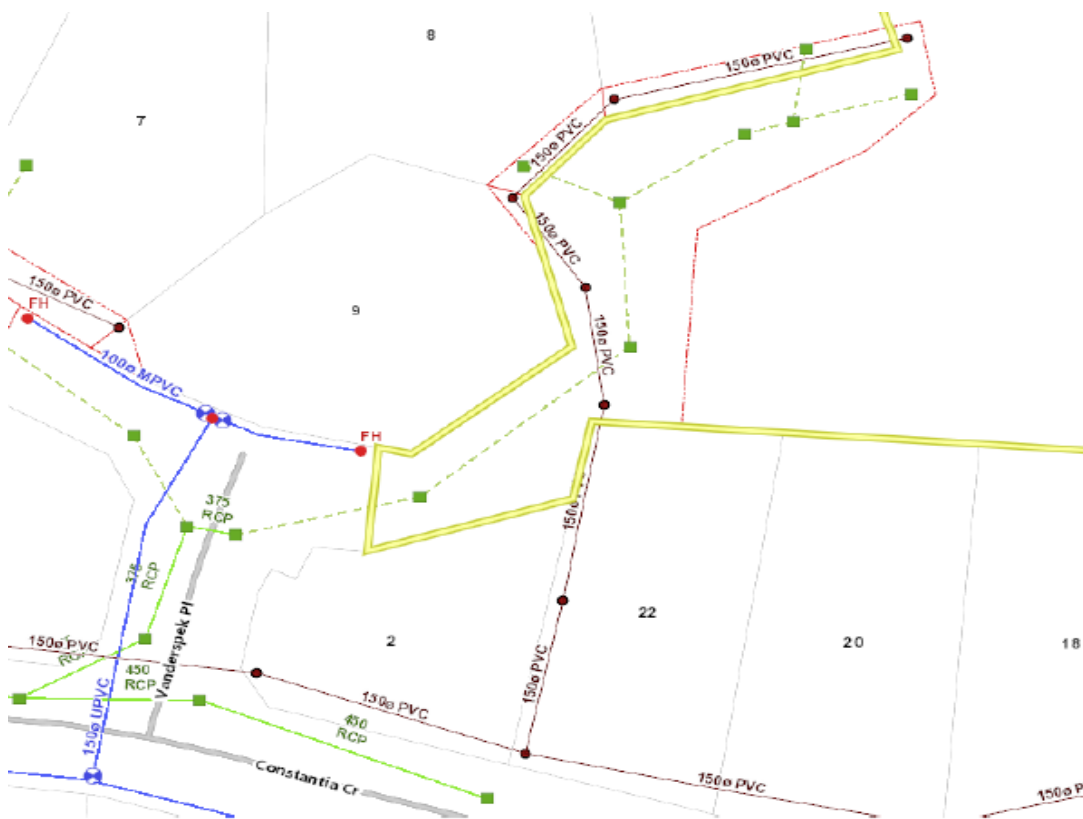 8
150ø PVC
7
150ø PVC
150ø PVC
150ø PVC
FH
9
150ø PVC
100ø MPVC
FH
375
RCP
375
RCP
22
2
20
18
150ø PVC
450
RCP
Vanderspek Pl
150ø PVC
150ø PVC
450
RCP
150ø UPVC
Constantia Cr
150ø PVC